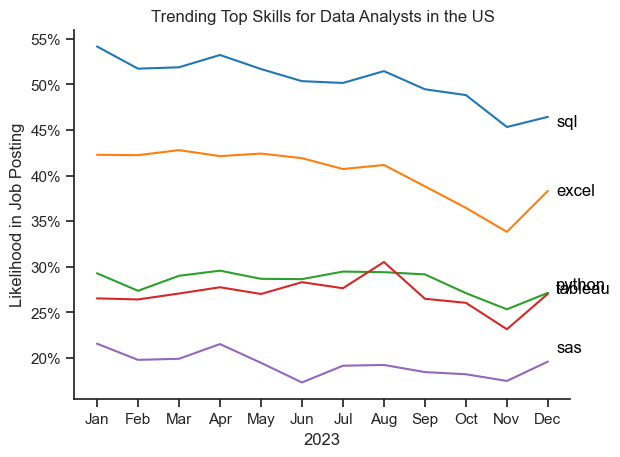 Trending Top Skills for Data Analysts in the US
Likelihood in Job Posting
55%
50%
45%
40%
35%
30%
25%
20%
sql
excel
python
tableau
sas
Jan Feb Mar Apr May Jun Jul Aug Sep Oct Nov Dec
2023